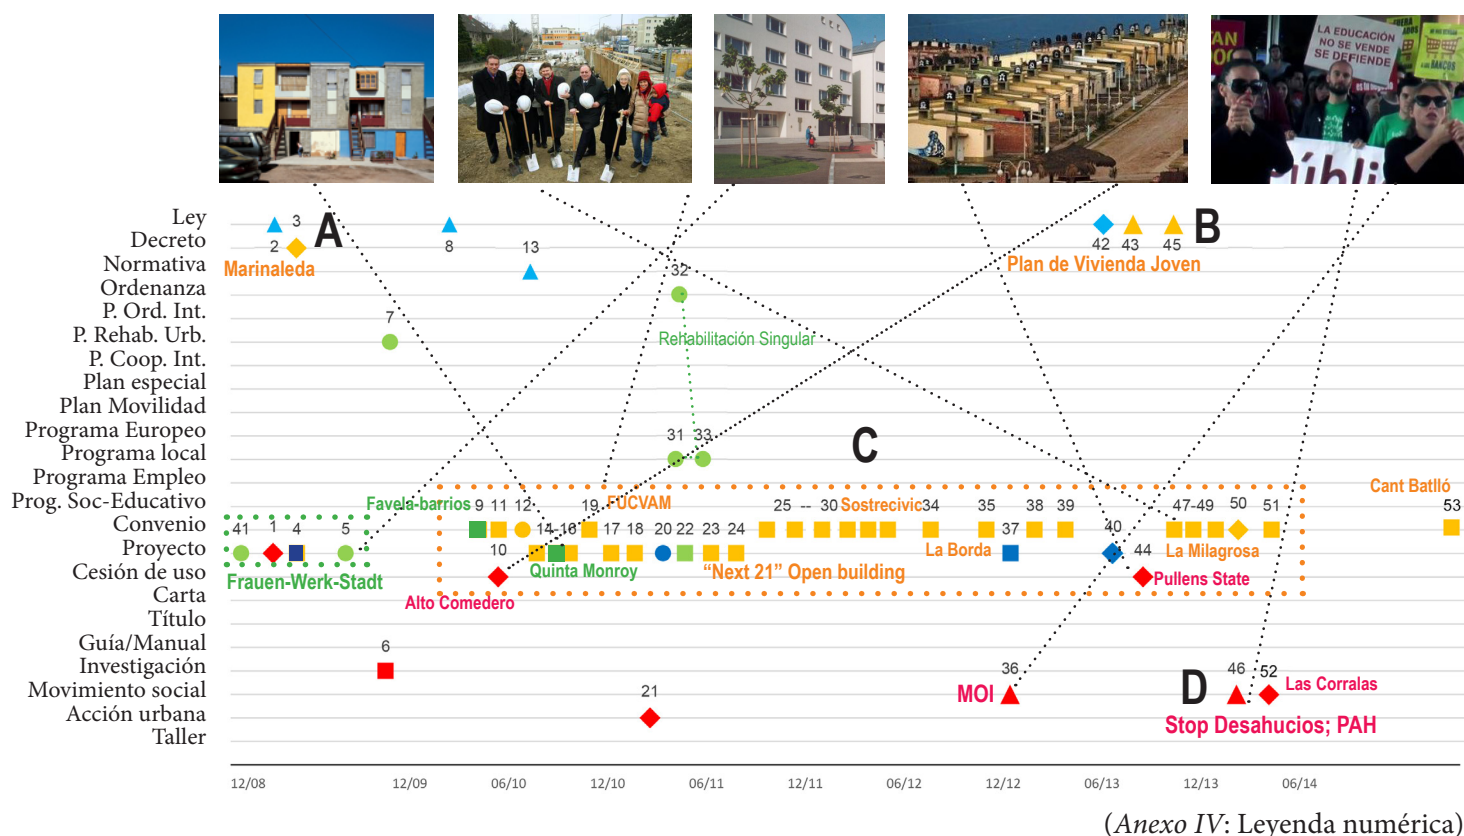 LA EDUCACIÓN
NO SE VENDE
SE DEFIENDE
FUERA
A LOS
BANCOS
úbli
Ley
Decreto
Normativa
Ordenanza
P. Ord. Int.
P. Rehab. Urb.
P. Coop. Int.
Plan especial
Plan Movilidad
Programa Europeo
Programa local
Programa Empleo
Prog. Soc-Educativo
Convenio
Proyecto
Cesión de uso
Carta
Título
Guía/Manual
Investigación
Movimiento social
Acción urbana
Taller
3
A
2
8
13
Marinaleda
42
43
45
B
Plan de Vivienda Joven
32
7
Rehabilitación Singular
31
33
C
Favela-barrios
9
11
12
19
FUCVAM
25
--
30
Sostrecivic
34
35
38
39
47-49
50
51
Cant Batlló
53
41
1
4
5
10
14-16
17
18
20
22
23
24
La Borda
37
40
44
La Milagrosa
Frauen-Werk-Stadt
Quinta Monroy
“Next 21” Open building
Pullens State
Alto Comedero
6
21
36
MOI
D
46
52
Las Corralas
Stop Desahucios; PAH
12/08
12/09
06/10
12/10
06/11
12/11
06/12
12/12
06/13
12/13
06/14
(Anexo IV: Leyenda numérica)